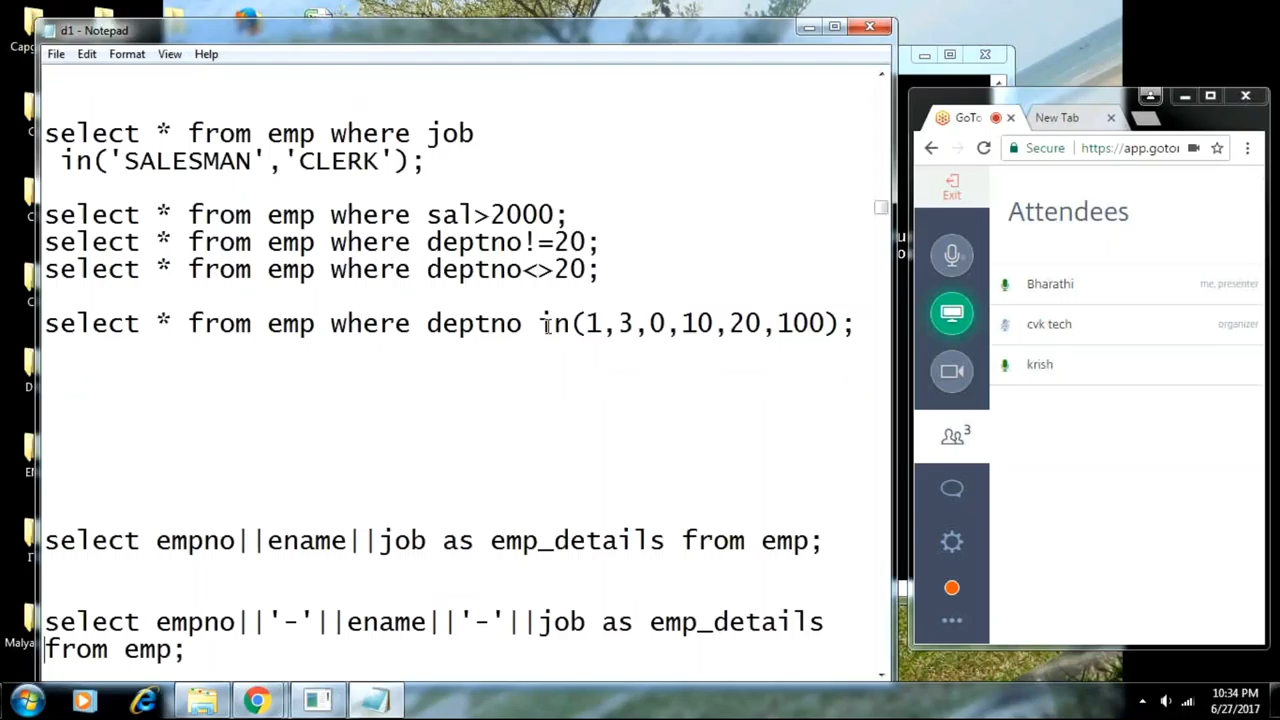 d1 - Notepad
File Edit Format View Help
select * from emp where job
in('SALESMAN','CLERK');
select * from emp where sal>2000;
select * from emp where deptno!=20;
select * from emp where deptno<>20;
select * from emp where deptno in(1,3,0,10,20,100);
select empno||ename||job as emp_details from emp;
select empno||'-'||ename||'-'||job as emp_details
from emp;
GoTo
New Tab
Secure https://app.gotor
Exit
Attendees
Bharathi me, presenter
cvk tech organizer
krish
3
Capg
Malya
10:34 PM
6/27/2017